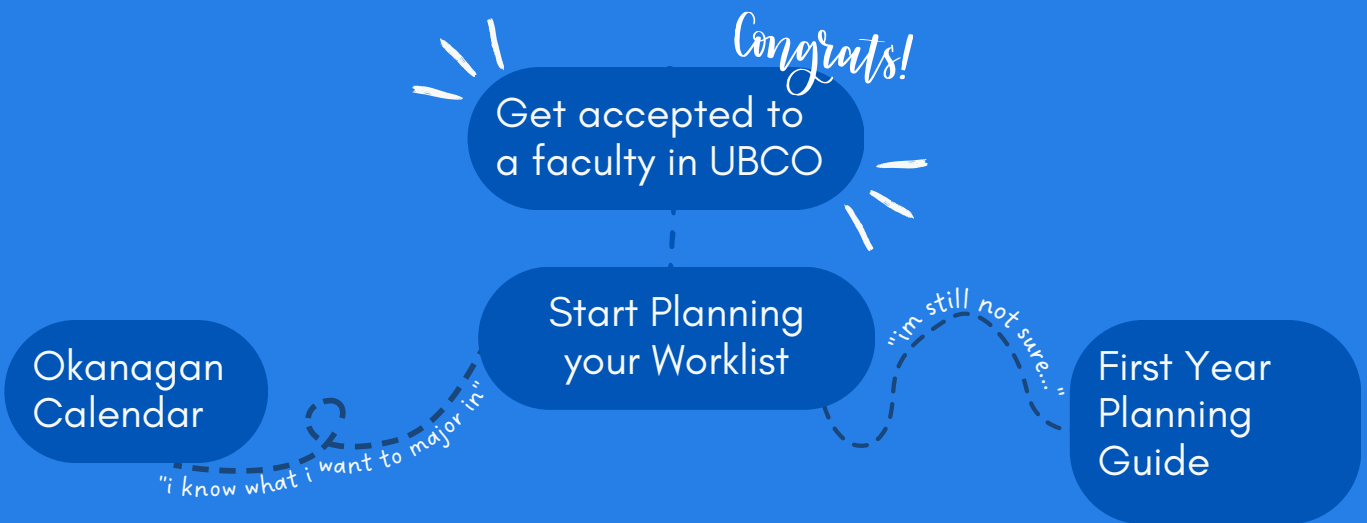 Congrats!
Get accepted to
a faculty in UBCO
Start Planning
your Worklist
"i know what i want to major in"
"im still not sure... "
Okanagan
Calendar
First Year
Planning
Guide